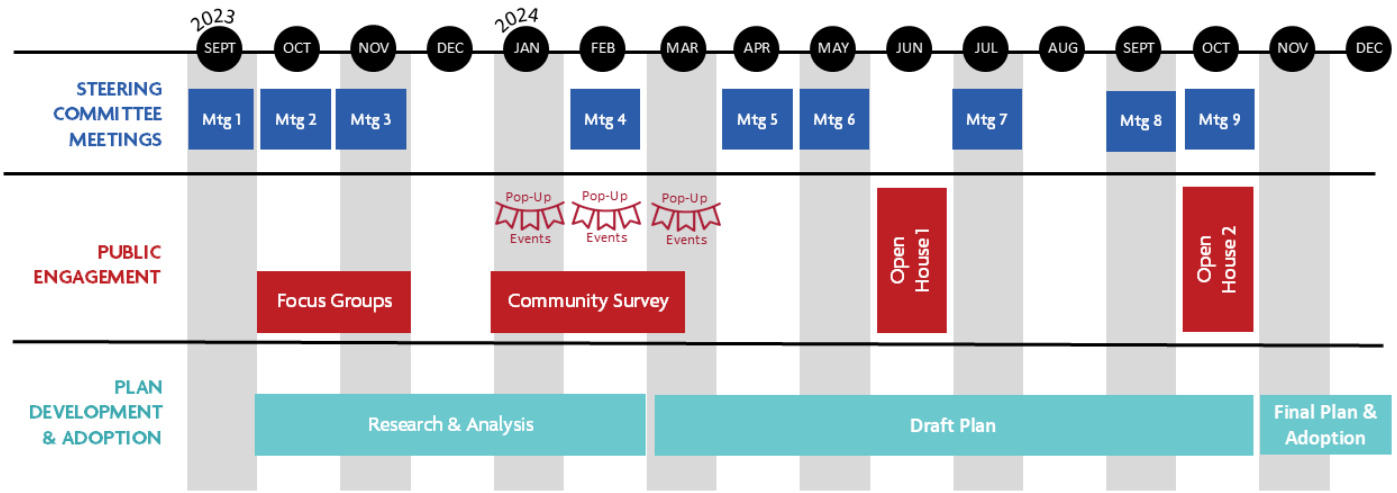 2023
2024
SEPT OCT NOV DEC JAN FEB MAR APR MAY JUN JUL AUG SEPT OCT NOV DEC
STEERING
COMMITTEE
MEETINGS
Mtg 1 Mtg 2 Mtg 3 Mtg 4 Mtg 5 Mtg 6 Mtg 7 Mtg 8 Mtg 9
PUBLIC
ENGAGEMENT
Pop-Up
Events
Pop-Up
Events
Pop-Up
Events
Focus Groups
Community Survey
Open
House 1
Open
House 2
PLAN
DEVELOPMENT
& ADOPTION
Research & Analysis
Draft Plan
Final Plan &
Adoption